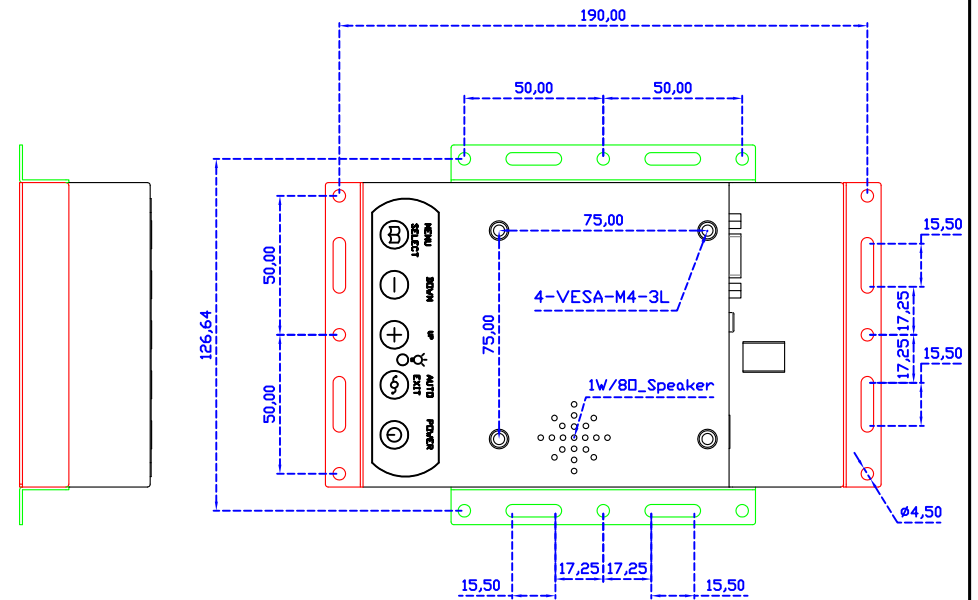 190,00
50,00
50,00
75,00
15,50
MENU
SELECT
50,00
DOWN
4-VESA-M4-3L
17,25
126,64
75,00
UP
17,25
15,50
AUTO
EXIT
1W/8Ω_Speaker
50,00
POWER
ø4,50
17,25
17,25
15,50
15,50